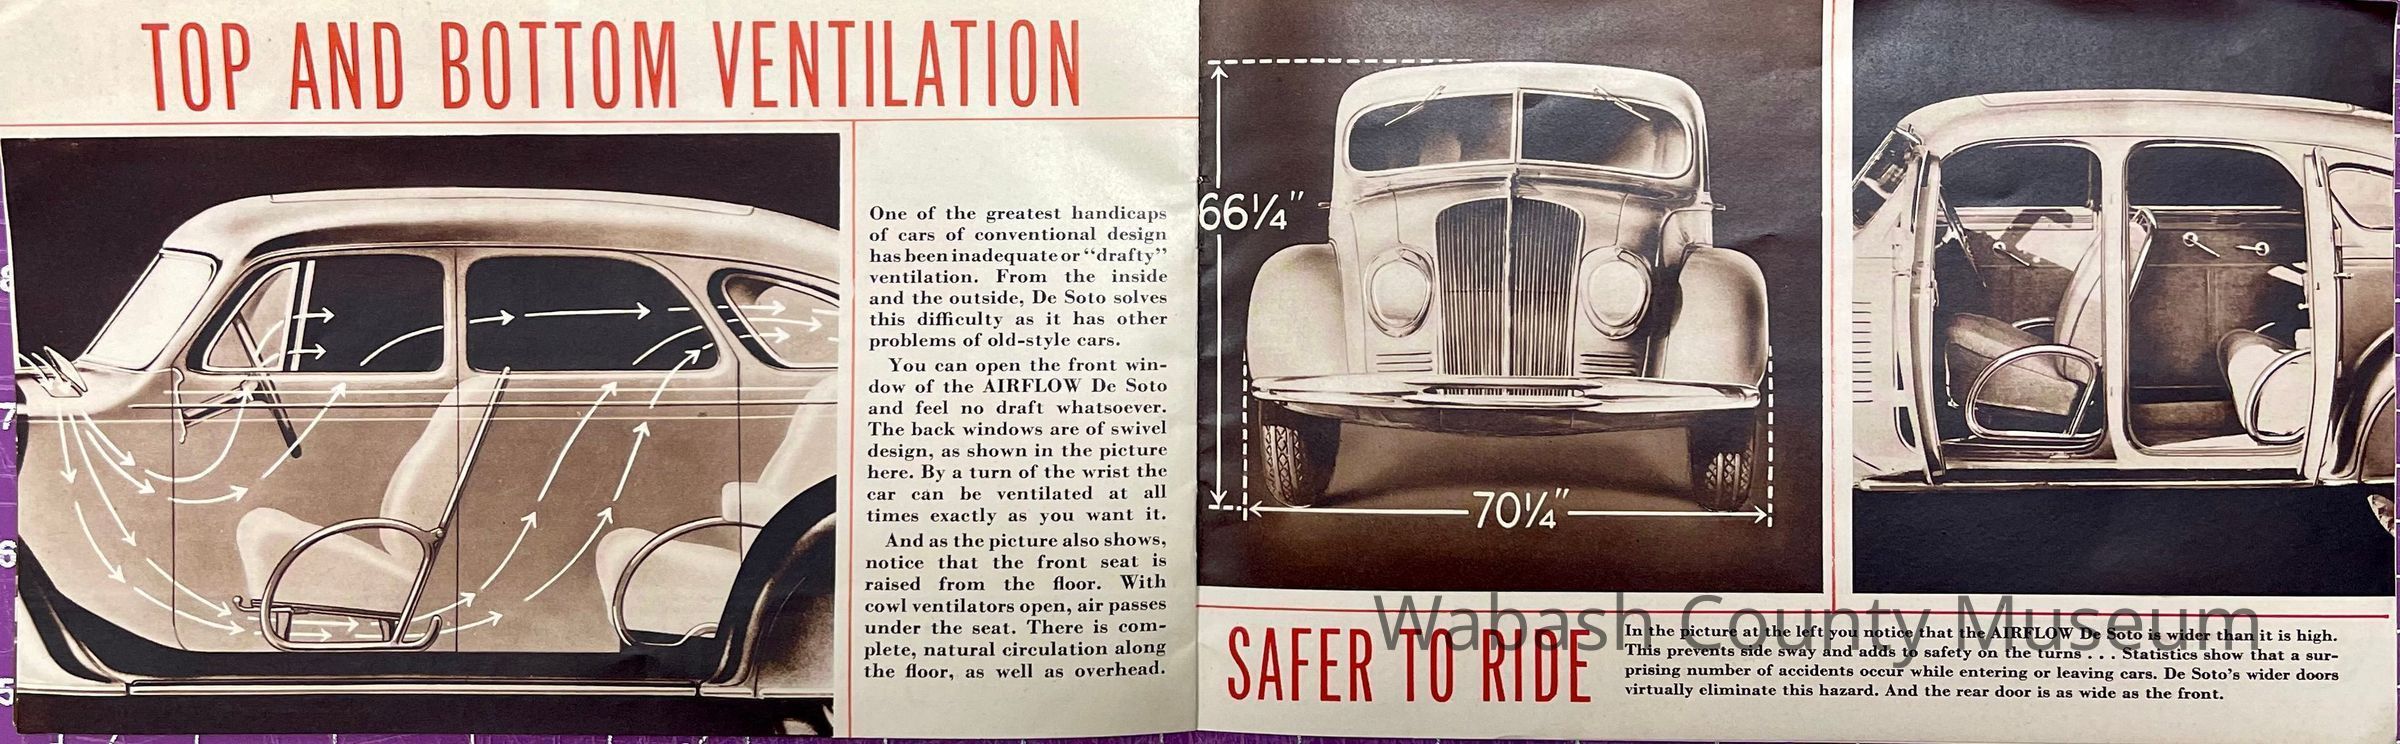 TOP AND BOTTOM VENTILATION
One of the greatest handicaps
of cars of conventional design
has been inadequate or "drafty"
ventilation. From the inside
and the outside, De Soto solves
this difficulty as it has other
problems of old-style cars.
You can open the front win-
dow of the AIRFLOW De Soto
and feel no draft whatsoever.
The back windows are of swivel
design, as shown in the picture
here. By a turn of the wrist the
car can be ventilated at all
times exactly as you want it.
And as the picture also shows,
notice that the front seat is
raised from the floor. With
cowl ventilators open, air passes
under the seat. There is com-
plete, natural circulation along
the floor, as well as overhead.
66¼"
70¼"
SAFER TO RIDE
In the picture at the left you notice that the AIRFLOW De Soto is wider than it is high.
This prevents side sway and adds to safety on the turns . . . Statistics show that a sur-
prising number of accidents occur while entering or leaving cars. De Soto's wider doors
virtually eliminate this hazard. And the rear door is as wide as the front.
Wabash County Museum
8
7
6
5